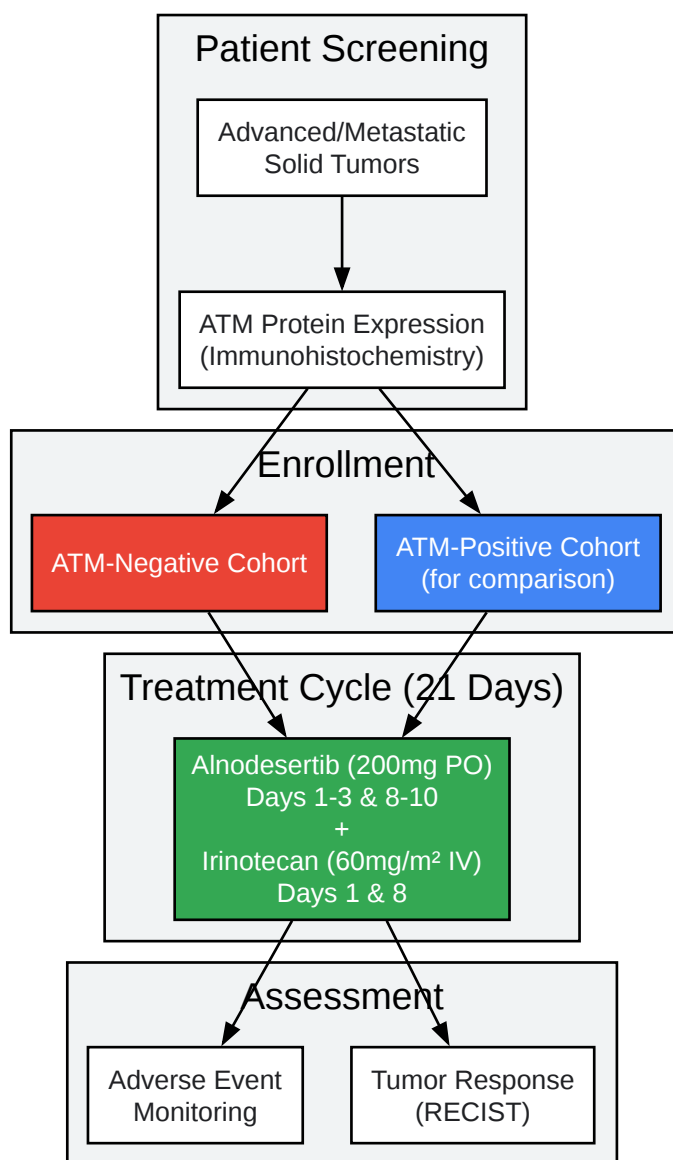 Patient Screening
Advanced/Metastatic
Solid Tumors
ATM Protein Expression
(Immunohistochemistry)
Enrollment
ATM-Negative Cohort
ATM-Positive Cohort
(for comparison)
Treatment Cycle (21 Days)
Alnodesertib (200mg PO)
Days 1-3 & 8-10
+
Irinotecan (60mg/m² IV)
Days 1 & 8
Assessment
Adverse Event
Monitoring
Tumor Response
(RECIST)